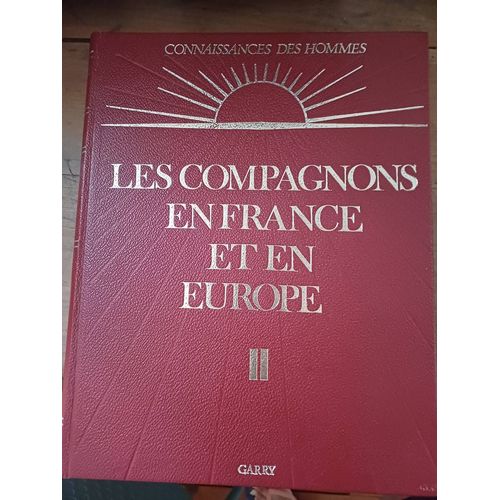 CONNAISSANCES DES HOMMES
LES COMPAGNONS
EN FRANCE
ET EN
EUROPE
II
GARRY